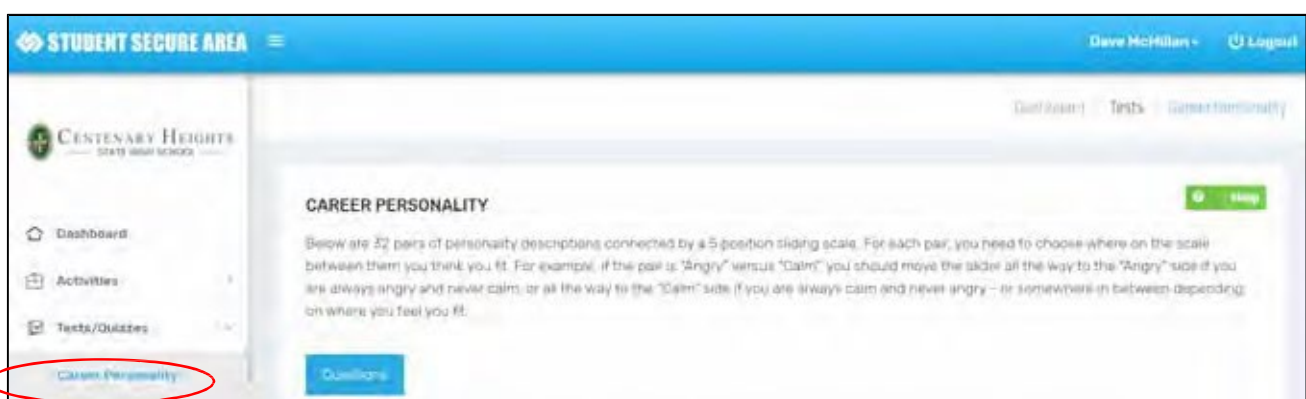 STUDENT SECURE AREA
Dave McMillan
Logout
Dashboard Tests Career Personality
CENTENARY HEIGHTS
STATE HIGH SCHOOL
CAREER PERSONALITY
Help
Dashboard
Below are 32 pairs of personality descriptions connected by a 5 position sliding scale. For each pair, you need to choose where on the scale
between them you think you fit. For example, if the pair is "Angry" versus "Calm" you should move the slider all the way to the "Angry" side if you
Activities
are always angry and never calm, or all the way to the "Calm" side if you are always calm and never angry – or somewhere in between depending
on where you feel you fit.
Tests/Quizzes
Career Personality
Questions